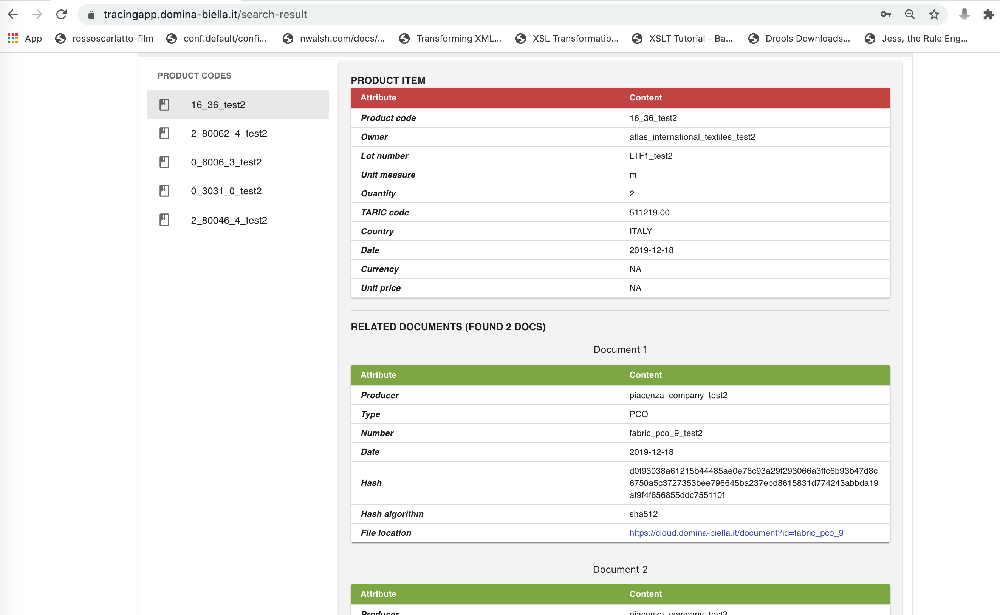 tracingapp.domina-biella.it/search-result
App rossoscarlatto-film conf.default/confi... nwalsh.com/docs/... Transforming XML... XSL Transformatio... XSLT Tutorial - Ba... Drools Downloads... Jess, the Rule Eng...
PRODUCT CODES
16_36_test2
2_80062_4_test2
0_6006_3_test2
0_3031_0_test2
2_80046_4_test2
PRODUCT ITEM
Attribute Content
Product code 16_36_test2
Owner atlas_international_textiles_test2
Lot number LTF1_test2
Unit measure m
Quantity 2
TARIC code 511219.00
Country ITALY
Date 2019-12-18
Currency NA
Unit price NA
RELATED DOCUMENTS (FOUND 2 DOCS)
Document 1
Attribute Content
Producer piacenza_company_test2
Type PCO
Number fabric_pco_9_test2
Date 2019-12-18
Hash d0f93038a61215b44485ae0e76c93a29f293066a3ffc6b93b47d8c
6750a5c3727353bee796645ba237ebd8615831d774243abbda19
af9f4f656855ddc755110f
Hash algorithm sha512
File location https://cloud.domina-biella.it/document?id=fabric_pco_9
Document 2
Attribute Content
Producer piacenza_company_test2